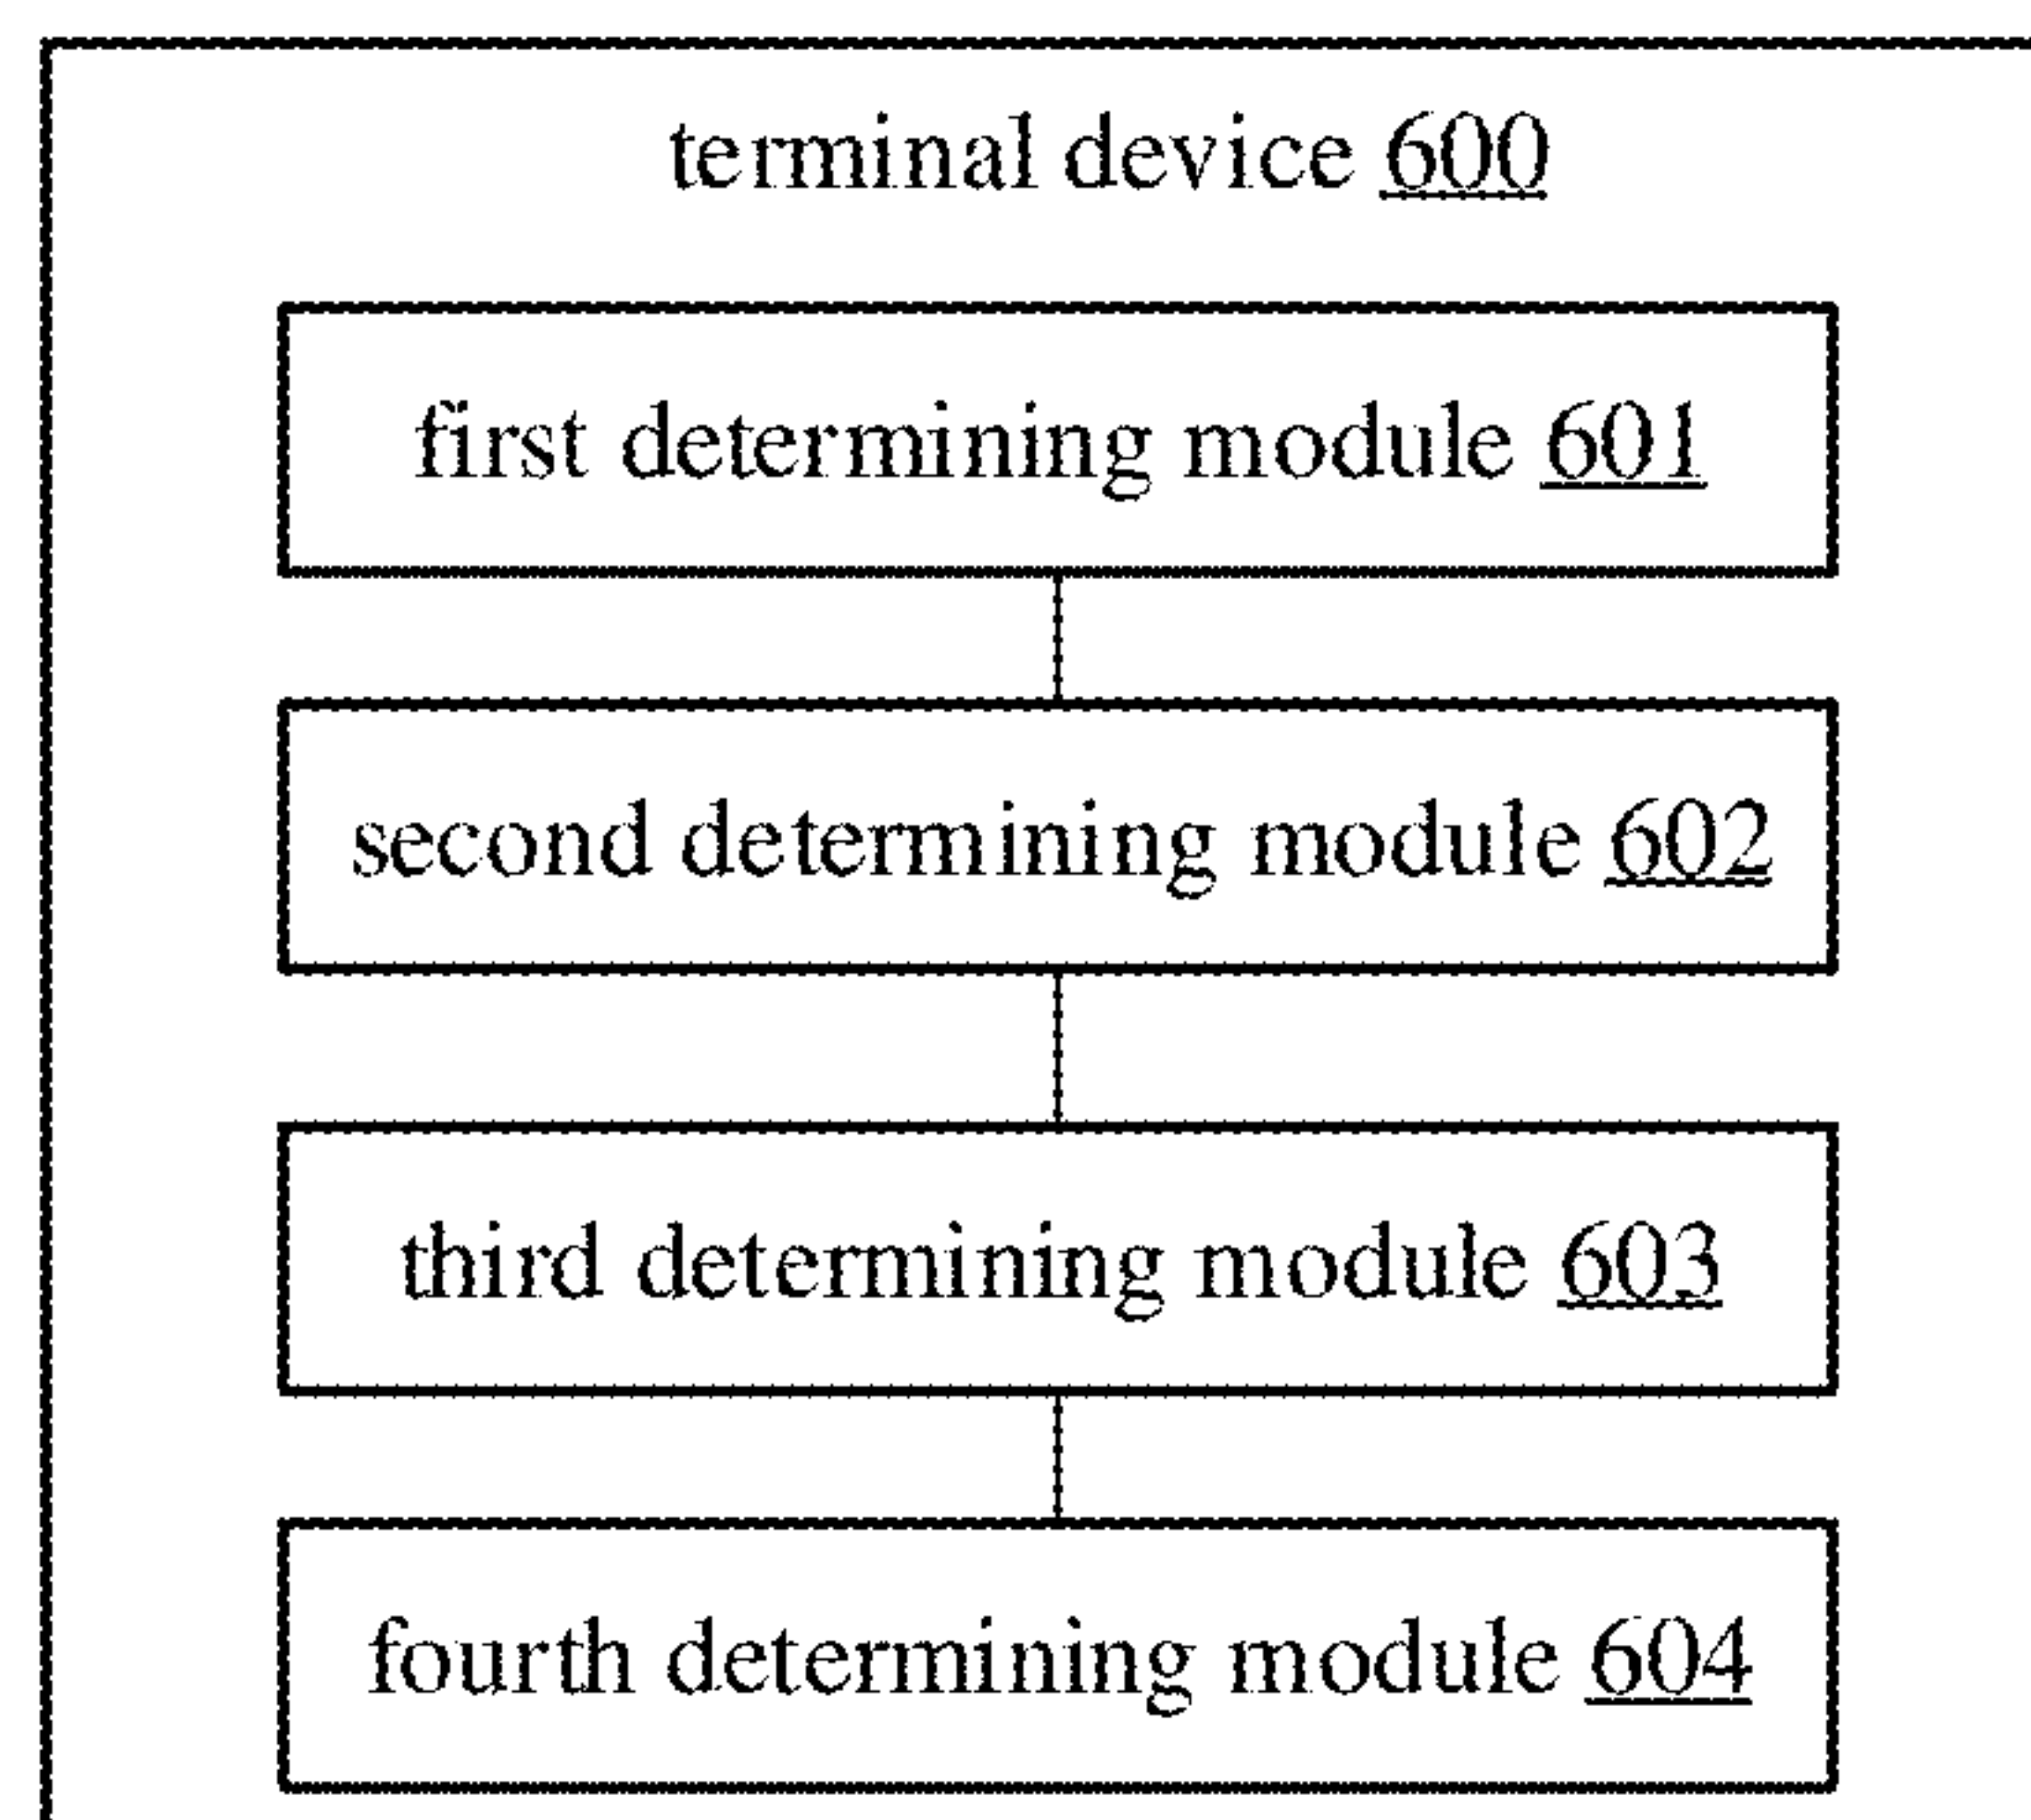 terminal device 600
first determining module 601
second determining module 602
third determining module 603
fourth determining module 604